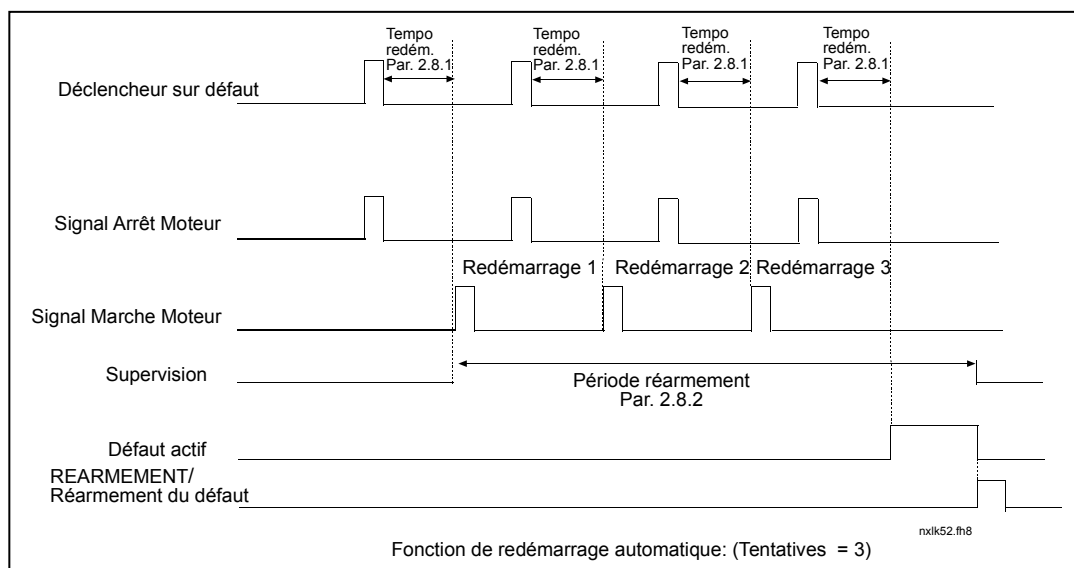 Tempo
redém.
Par. 2.8.1
Tempo
redém.
Par. 2.8.1
Tempo
redém.
Par. 2.8.1
Tempo
redém.
Par. 2.8.1
Déclencheur sur défaut
Signal Arrêt Moteur
Redémarrage 1
Redémarrage 2
Redémarrage 3
Signal Marche Moteur
Supervision
Période réarmement
Par. 2.8.2
Défaut actif
REARMEMENT/
Réarmement du défaut
nxlk52.fh8
Fonction de redémarrage automatique: (Tentatives = 3)